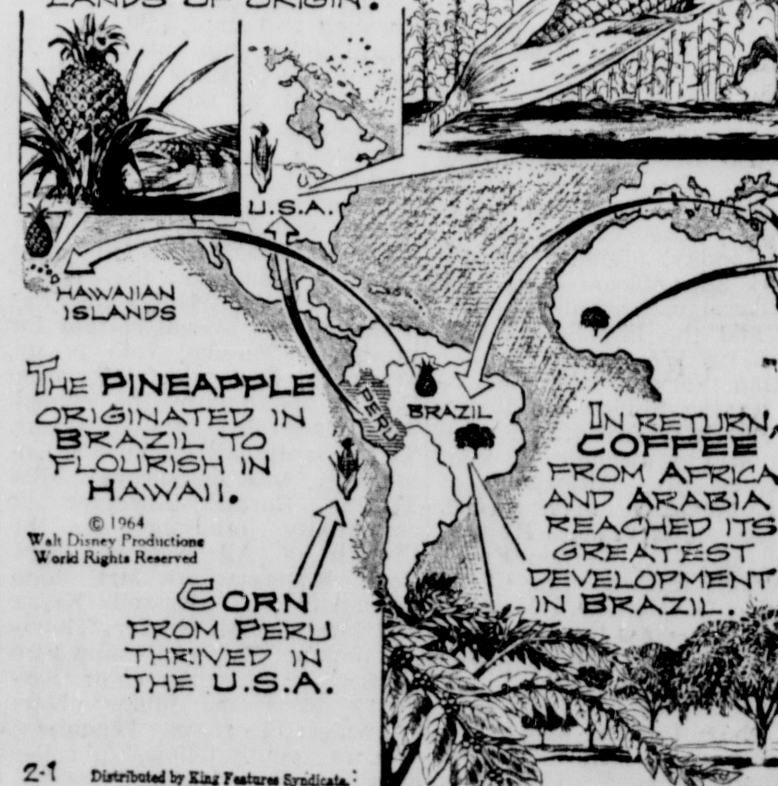 LANDS OF ORIGIN.
U.S.A.
HAWAIIAN
ISLANDS
THE PINEAPPLE
ORIGINATED IN
BRAZIL TO
FLOURISH IN
HAWAII.
© 1964
Walt Disney Productions
World Rights Reserved
PERU
BRAZIL
IN RETURN,
COFFEE
FROM AFRICA
AND ARABIA
REACHED ITS
GREATEST
DEVELOPMENT
IN BRAZIL.
CORN
FROM PERU
THRIVED IN
THE U.S.A.
2-1 Distributed by King Features Syndicate.